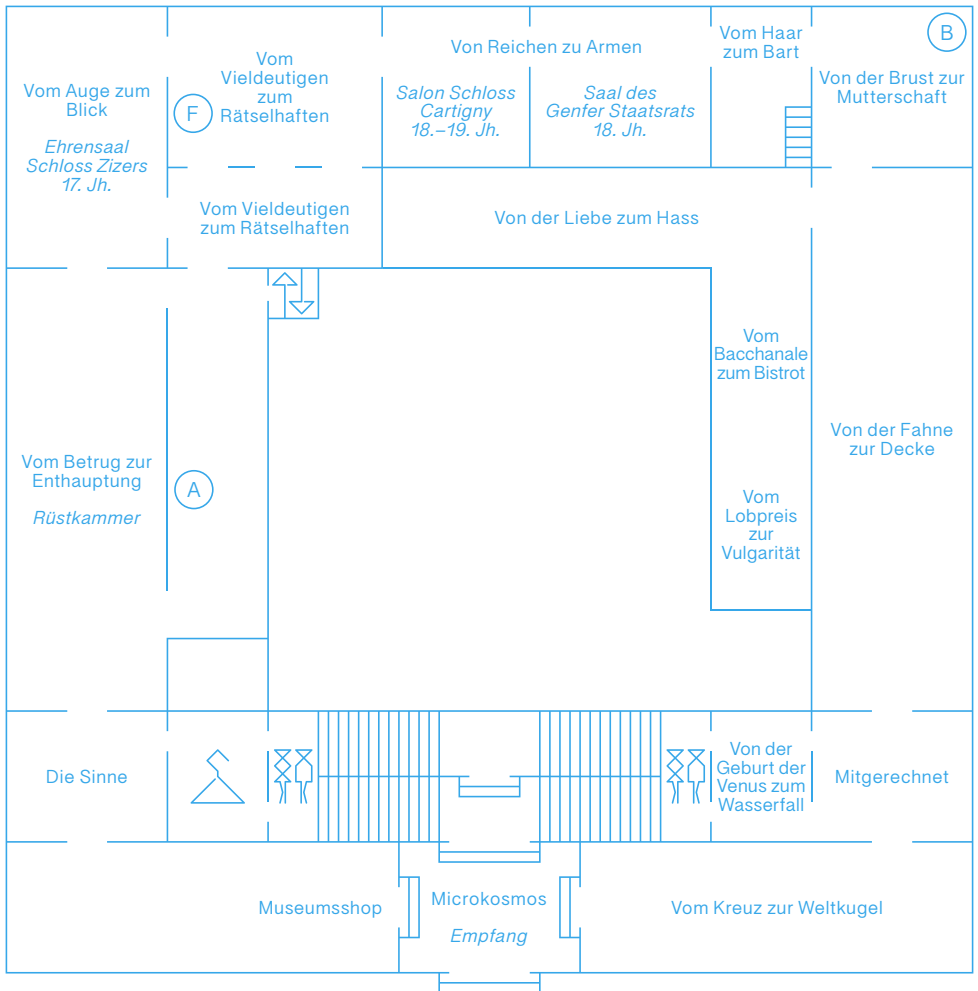 Vom Auge zum
Blick
Ehrensaal
Schloss Zizers
17. Jh.
F
Vom
Vieldeutigen
zum
Rätselhaften
Von Reichen zu Armen
Salon Schloss
Cartigny
18.–19. Jh.
Saal des
Genfer Staatsrats
18. Jh.
Vom Haar
zum Bart
B
Von der Brust zur
Mutterschaft
Vom Vieldeutigen
zum Rätselhaften
Von der Liebe zum Hass
Vom
Bacchanale
zum Bistrot
Von der Fahne
zur Decke
Vom Betrug zur
Enthauptung
Rüstkammer
A
Vom
Lobpreis
zur
Vulgarität
Die Sinne
Von der
Geburt der
Venus zum
Wasserfall
Mitgerechnet
Museumsshop
Microkosmos
Empfang
Vom Kreuz zur Weltkugel